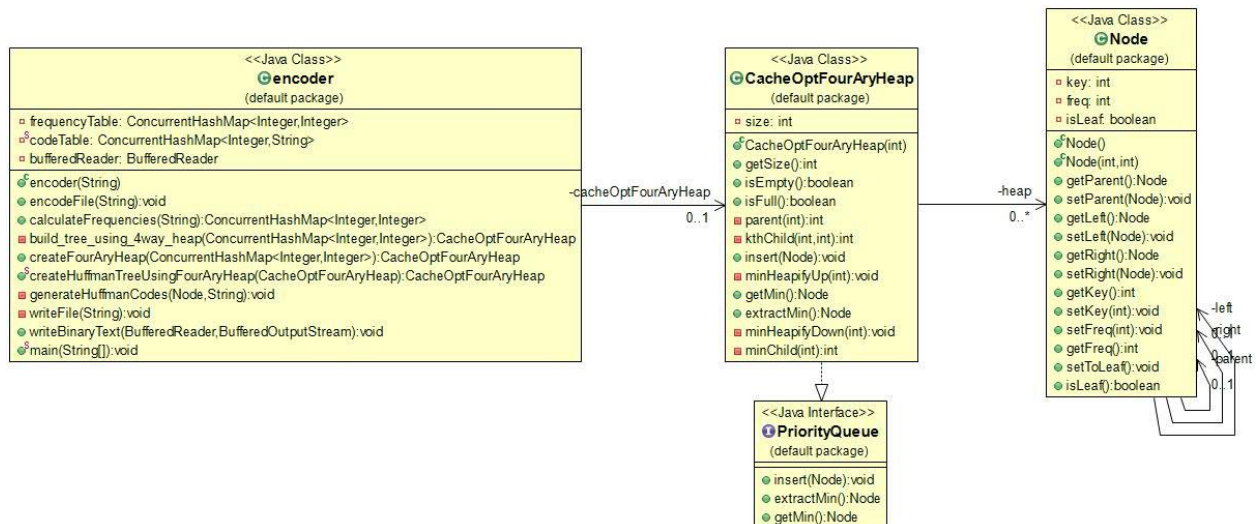 <<Java Class>>
encoder
(default package)
frequencyTable: ConcurrentHashMap<Integer,Integer>
codeTable: ConcurrentHashMap<Integer,String>
bufferedReader: BufferedReader
encoder(String)
encodeFile(String):void
calculateFrequencies(String):ConcurrentHashMap<Integer,Integer>
build_tree_using_4way_heap(ConcurrentHashMap<Integer,Integer>):CacheOptFourAryHeap
createFourAryHeap(ConcurrentHashMap<Integer,Integer>):CacheOptFourAryHeap
createHuffmanTreeUsingFourAryHeap(CacheOptFourAryHeap):CacheOptFourAryHeap
generateHuffmanCodes(Node,String):void
writeFile(String):void
writeBinaryText(BufferedReader,BufferedOutputStream):void
main(String[]):void
-cacheOptFourAryHeap
0..1
<<Java Class>>
CacheOptFourAryHeap
(default package)
size: int
CacheOptFourAryHeap(int)
getSize():int
isEmpty():boolean
isFull():boolean
parent(int):int
kthChild(int,int):int
insert(Node):void
minHeapifyUp(int):void
getMin():Node
extractMin():Node
minHeapifyDown(int):void
minChild(int):int
-heap
0..*
<<Java Class>>
Node
(default package)
key: int
freq: int
isLeaf: boolean
Node()
Node(int,int)
getParent():Node
setParent(Node):void
getLeft():Node
setLeft(Node):void
getRight():Node
setRight(Node):void
getKey():int
setKey(int):void
setFreq(int):void
getFreq():int
setToLeaf():void
isLeaf():boolean
-left
-right
-parent
0..1
<<Java Interface>>
PriorityQueue
(default package)
insert(Node):void
extractMin():Node
getMin():Node